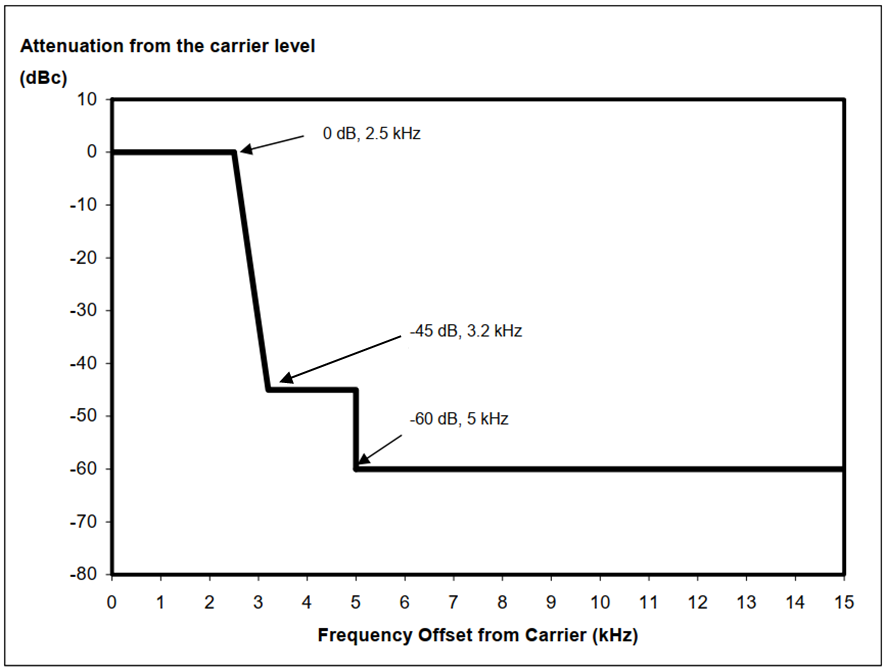 Attenuation from the carrier level
(dBc)
10
0 dB, 2.5 kHz
0
-10
-20
-30
-45 dB, 3.2 kHz
-40
-50
-60 dB, 5 kHz
-60
-70
-80
0 1 2 3 4 5 6 7 8 9 10 11 12 13 14 15
Frequency Offset from Carrier (kHz)